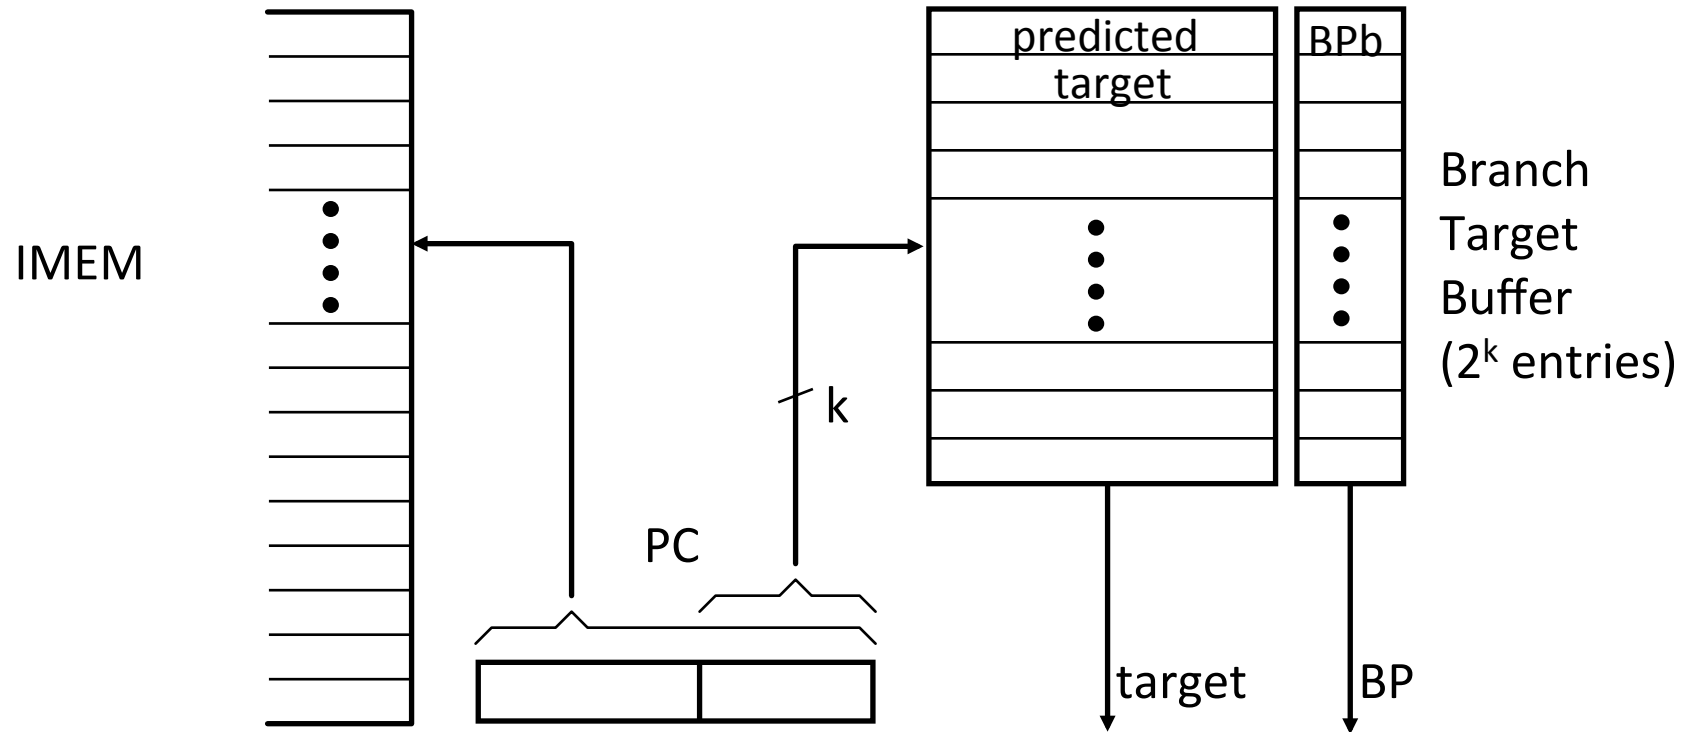 IMEM
PC
k
predicted
target
BPb
Branch
Target
Buffer
(2ᵏ entries)
target
BP